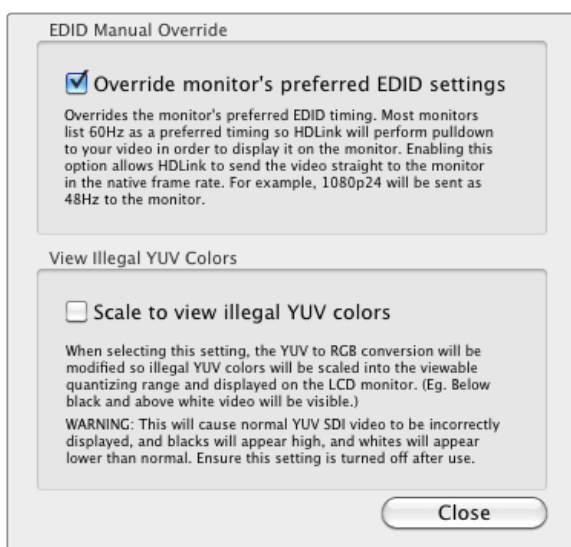 EDID Manual Override
Override monitor's preferred EDID settings
Overrides the monitor's preferred EDID timing. Most monitors
list 60Hz as a preferred timing so HDLink will perform pulldown
to your video in order to display it on the monitor. Enabling this
option allows HDLink to send the video straight to the monitor
in the native frame rate. For example, 1080p24 will be sent as
48Hz to the monitor.
View Illegal YUV Colors
Scale to view illegal YUV colors
When selecting this setting, the YUV to RGB conversion will be
modified so illegal YUV colors will be scaled into the viewable
quantizing range and displayed on the LCD monitor. (Eg. Below
black and above white video will be visible.)
WARNING: This will cause normal YUV SDI video to be incorrectly
displayed, and blacks will appear high, and whites will appear
lower than normal. Ensure this setting is turned off after use.
Close